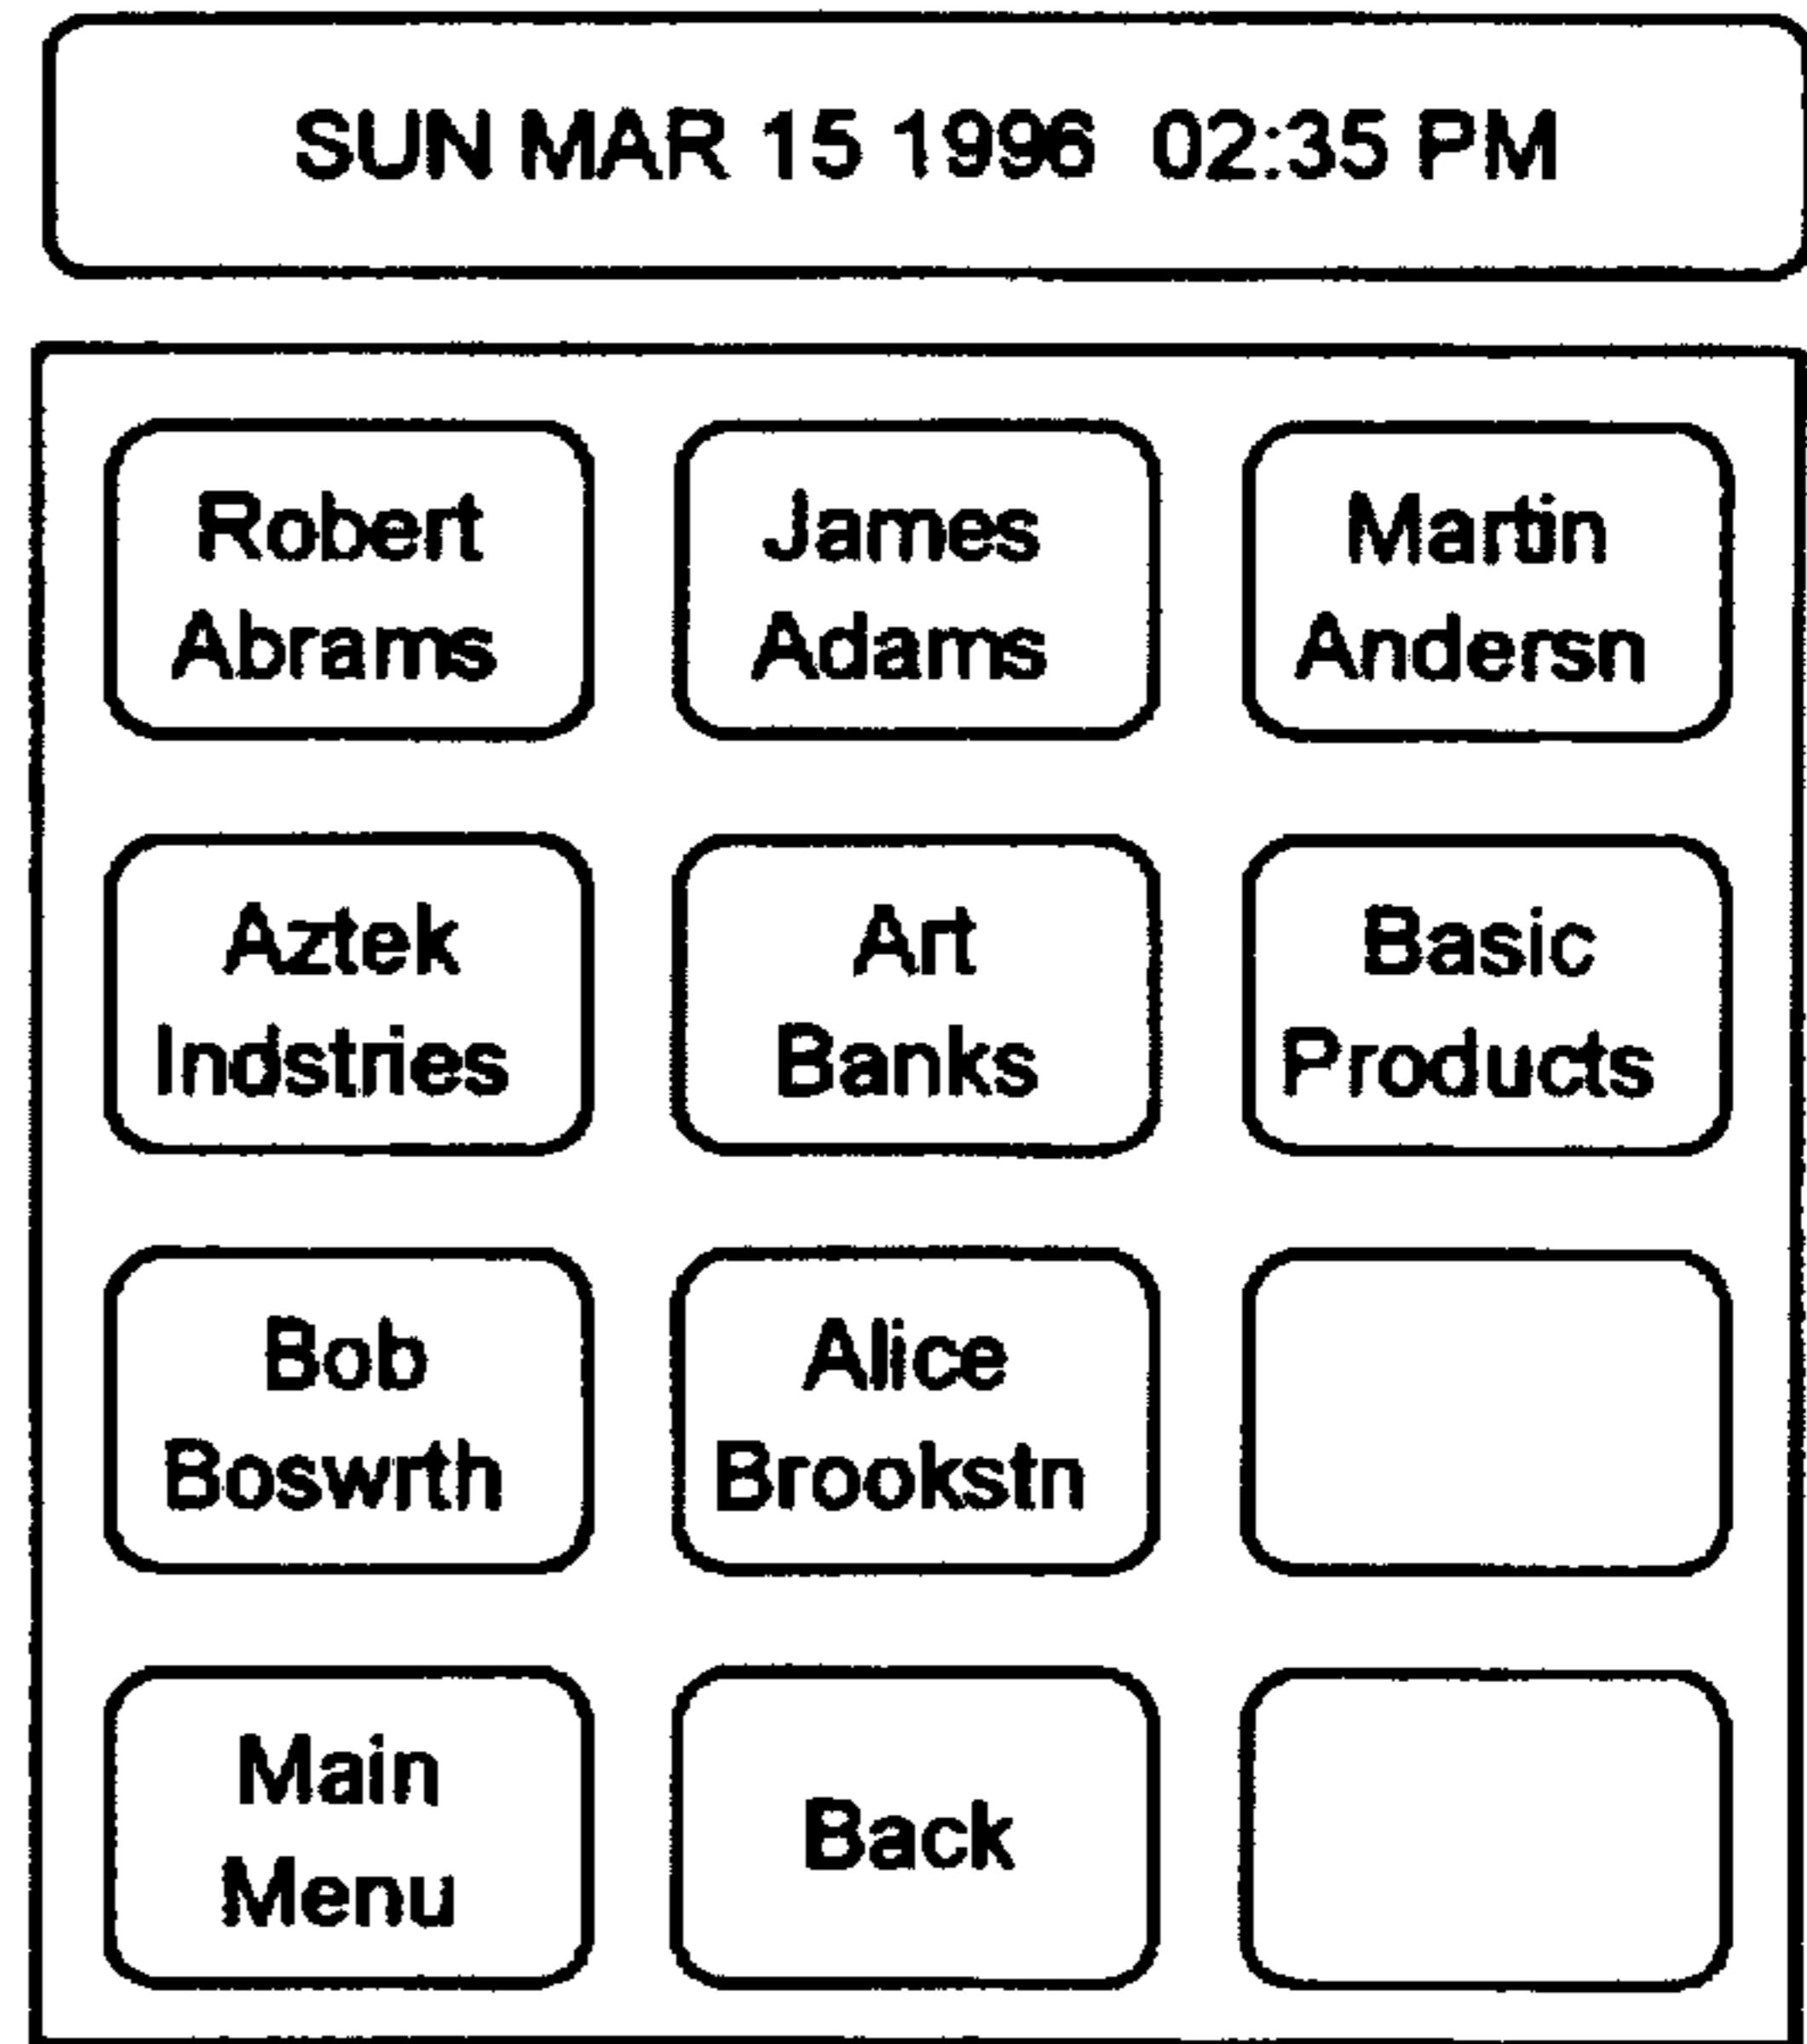 SUN MAR 15 1996 02:35 PM
Robert
Abrams
James
Adams
Martin
Andersn
Aztek
Indstries
Art
Banks
Basic
Products
Bob
Boswrth
Alice
Brookstn
Main
Menu
Back